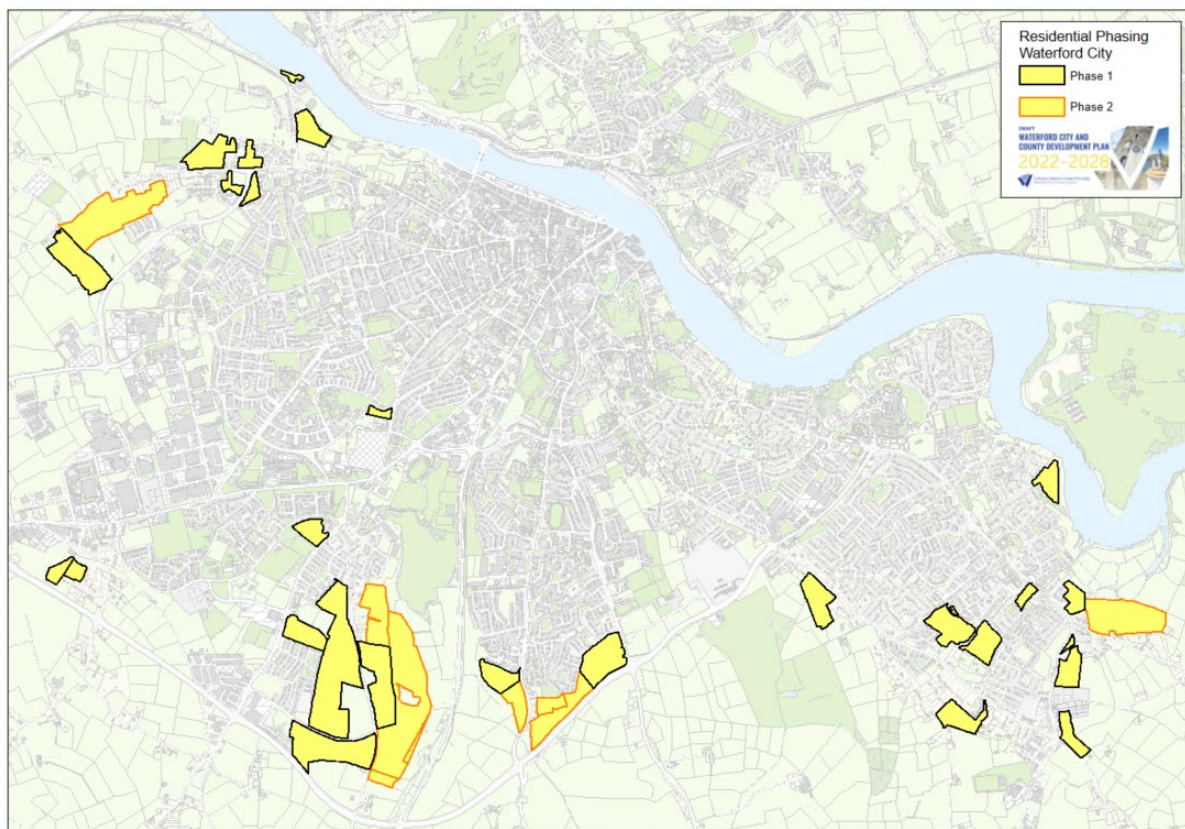 Residential Phasing
Waterford City
Phase 1
Phase 2
DRAFT
WATERFORD CITY AND
COUNTY DEVELOPMENT PLAN
2022-2028